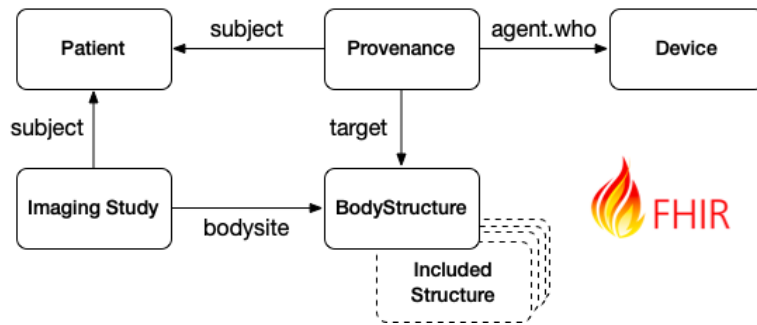 subject
agent.who
Patient
Provenance
Device
subject
target
Imaging Study
BodyStructure
bodysite
FHIR
Included
Structure